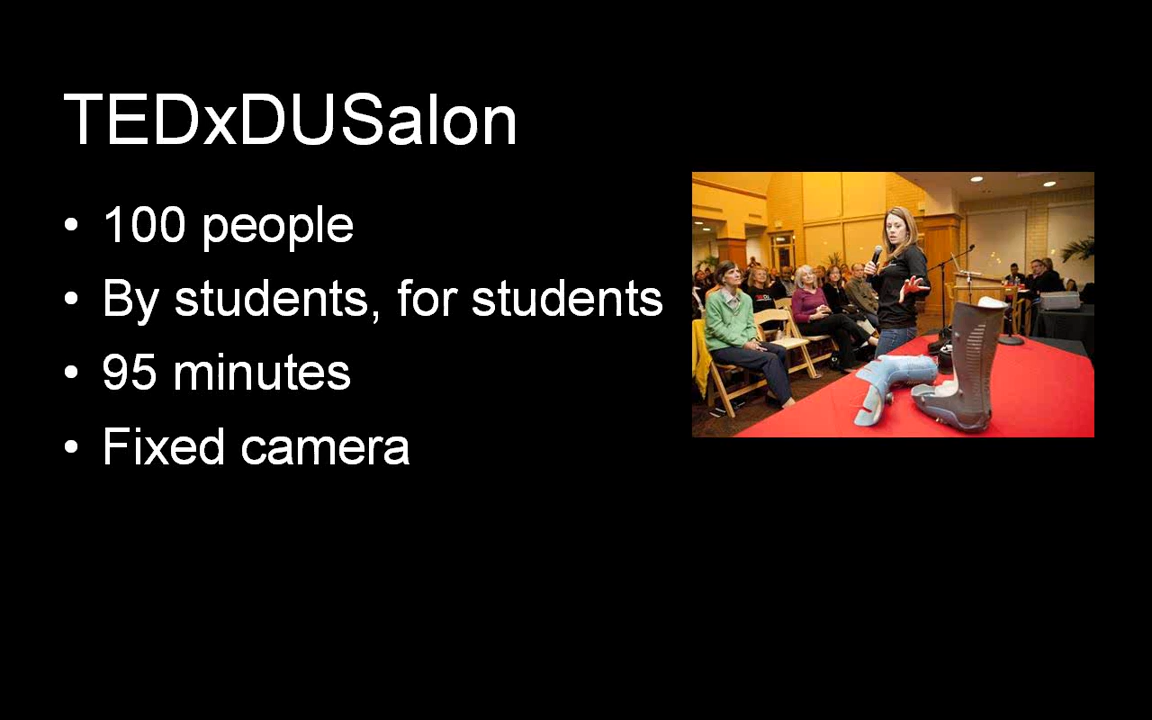 TEDxDUSalon
• 100 people
• By students, for students
• 95 minutes
• Fixed camera